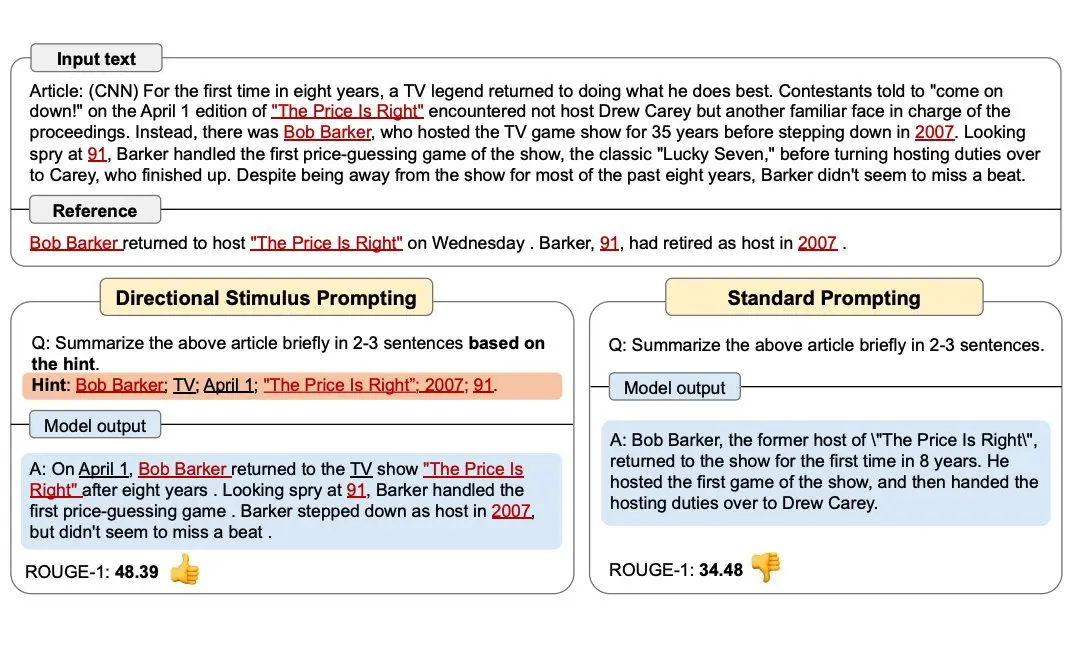 Input text
Article: (CNN) For the first time in eight years, a TV legend returned to doing what he does best. Contestants told to "come on
down!" on the April 1 edition of "The Price Is Right" encountered not host Drew Carey but another familiar face in charge of the
proceedings. Instead, there was Bob Barker, who hosted the TV game show for 35 years before stepping down in 2007. Looking
spry at 91, Barker handled the first price-guessing game of the show, the classic "Lucky Seven," before turning hosting duties over
to Carey, who finished up. Despite being away from the show for most of the past eight years, Barker didn't seem to miss a beat.
Reference
Bob Barker returned to host "The Price Is Right" on Wednesday . Barker, 91, had retired as host in 2007 .
Directional Stimulus Prompting
Q: Summarize the above article briefly in 2-3 sentences based on
the hint.
Hint: Bob Barker; TV; April 1; "The Price Is Right"; 2007; 91.
Model output
A: On April 1, Bob Barker returned to the TV show "The Price Is
Right" after eight years . Looking spry at 91, Barker handled the
first price-guessing game . Barker stepped down as host in 2007,
but didn't seem to miss a beat .
ROUGE-1: 48.39
Standard Prompting
Q: Summarize the above article briefly in 2-3 sentences.
Model output
A: Bob Barker, the former host of \"The Price Is Right\",
returned to the show for the first time in 8 years. He
hosted the first game of the show, and then handed the
hosting duties over to Drew Carey.
ROUGE-1: 34.48